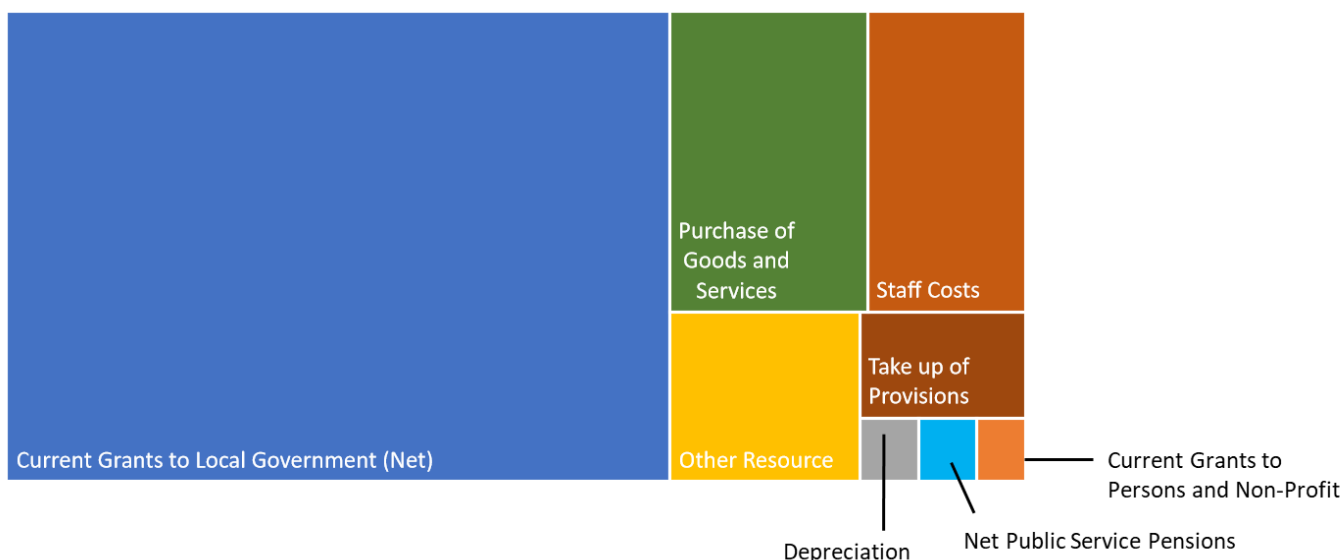 Purchase of
Goods and
Services
Staff Costs
Take up of
Provisions
Current Grants to Local Government (Net)
Other Resource
Current Grants to
Persons and Non-Profit
Net Public Service Pensions
Depreciation